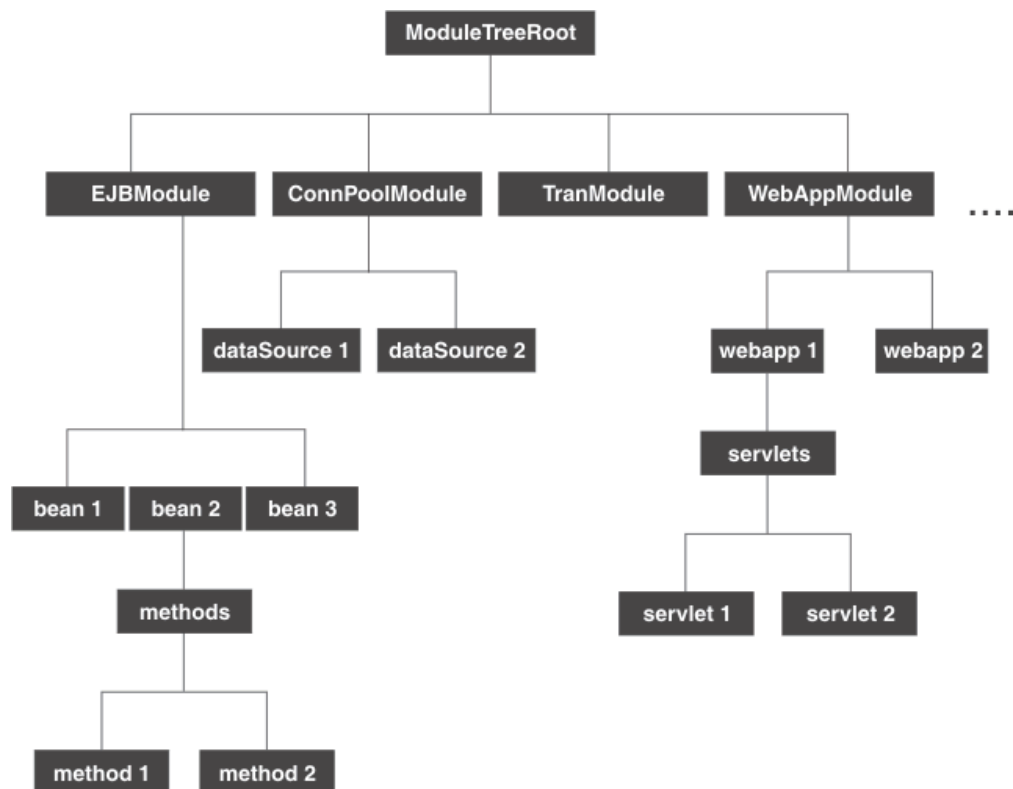 ModuleTreeRoot
EJBModule
ConnPoolModule
TranModule
WebAppModule
....
dataSource 1
dataSource 2
webapp 1
webapp 2
servlets
bean 1
bean 2
bean 3
methods
servlet 1
servlet 2
method 1
method 2